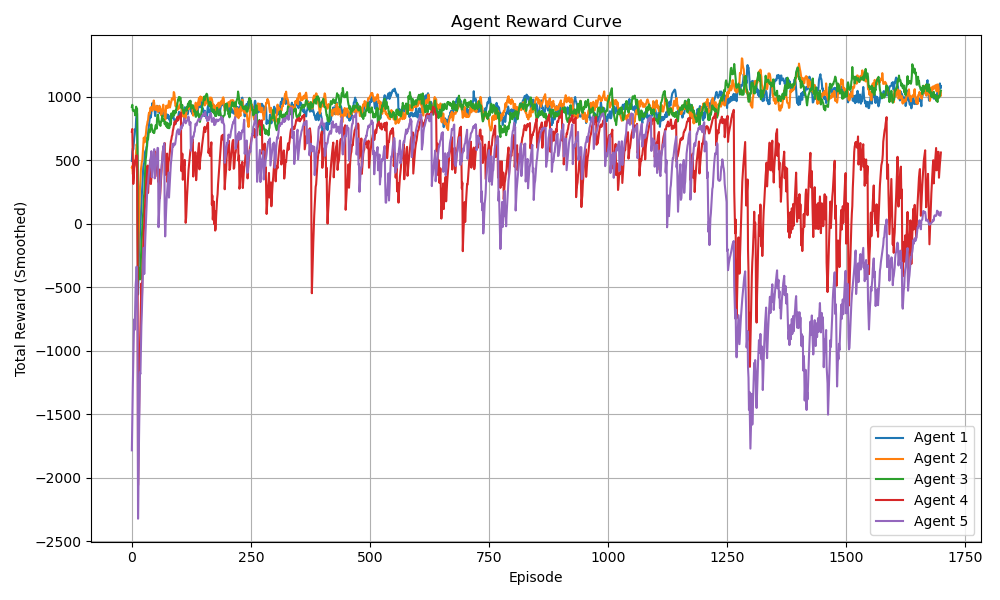 Agent Reward Curve
Total Reward (Smoothed)
1000
500
0
−500
−1000
−1500
−2000
−2500
0 250 500 750 1000 1250 1500 1750
Episode
Agent 1
Agent 2
Agent 3
Agent 4
Agent 5